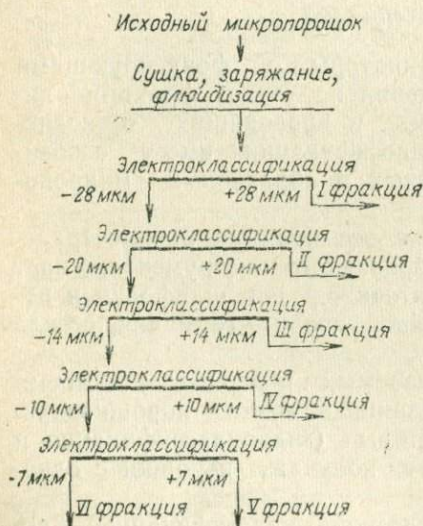 Исходный микропорошок
Сушка, заряжание,
флюидизация
Электроклассификация
-28 мкм +28 мкм I фракция
Электроклассификация
-20 мкм +20 мкм II фракция
Электроклассификация
-14 мкм +14 мкм III фракция
Электроклассификация
-10 мкм +10 мкм IV фракция
Электроклассификация
-7 мкм +7 мкм
VI фракция V фракция